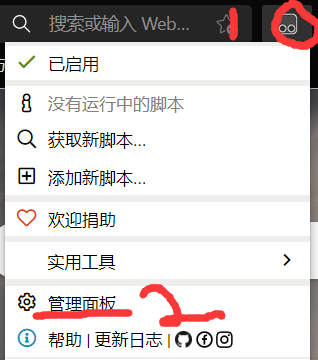 搜索或输入 Web...
1
已启用
没有运行中的脚本
获取新脚本...
添加新脚本...
欢迎捐助
实用工具
管理面板 2
帮助 | 更新日志 |